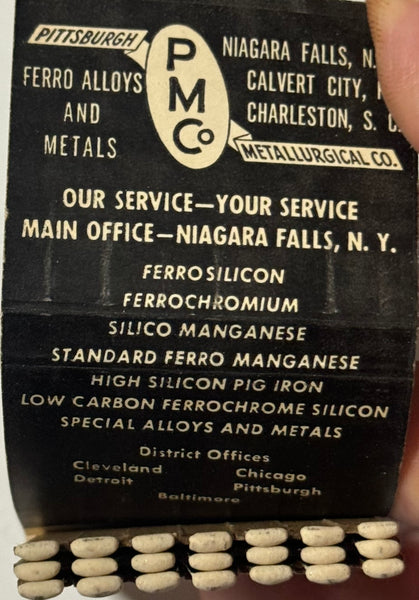 PITTSBURGH
PMCo
METALLURGICAL CO.
FERRO ALLOYS
AND
METALS
NIAGARA FALLS, N.
CALVERT CITY,
CHARLESTON, S. C.
OUR SERVICE—YOUR SERVICE
MAIN OFFICE—NIAGARA FALLS, N. Y.
FERROSILICON
FERROCHROMIUM
SILICO MANGANESE
STANDARD FERRO MANGANESE
HIGH SILICON PIG IRON
LOW CARBON FERROCHROME SILICON
SPECIAL ALLOYS AND METALS
District Offices
Cleveland Chicago
Detroit Pittsburgh
Baltimore